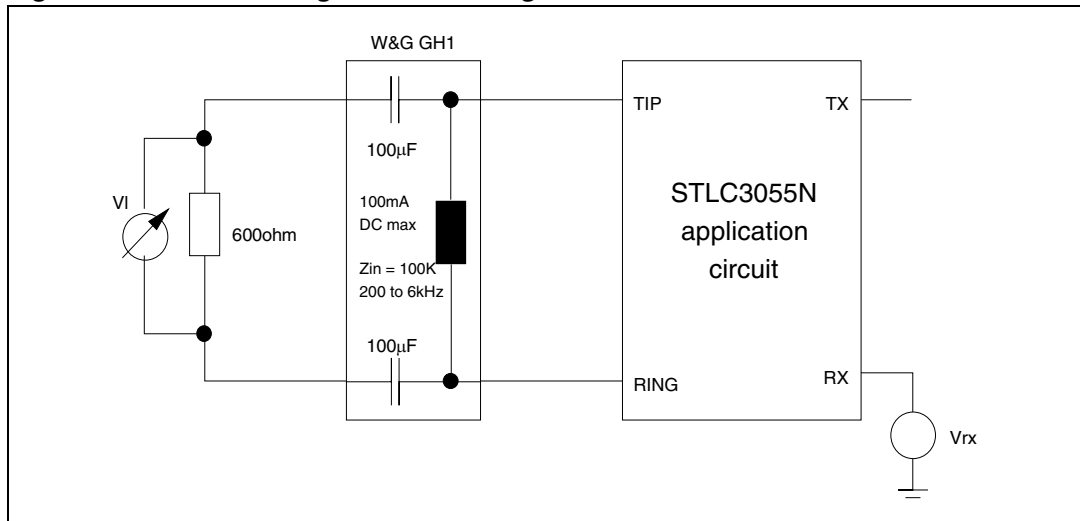 W&G GH1
TIP
TX
100μF
VI
600ohm
100mA
DC max
Zin = 100K
200 to 6kHz
STLC3055N
application
circuit
100μF
RING
RX
Vrx